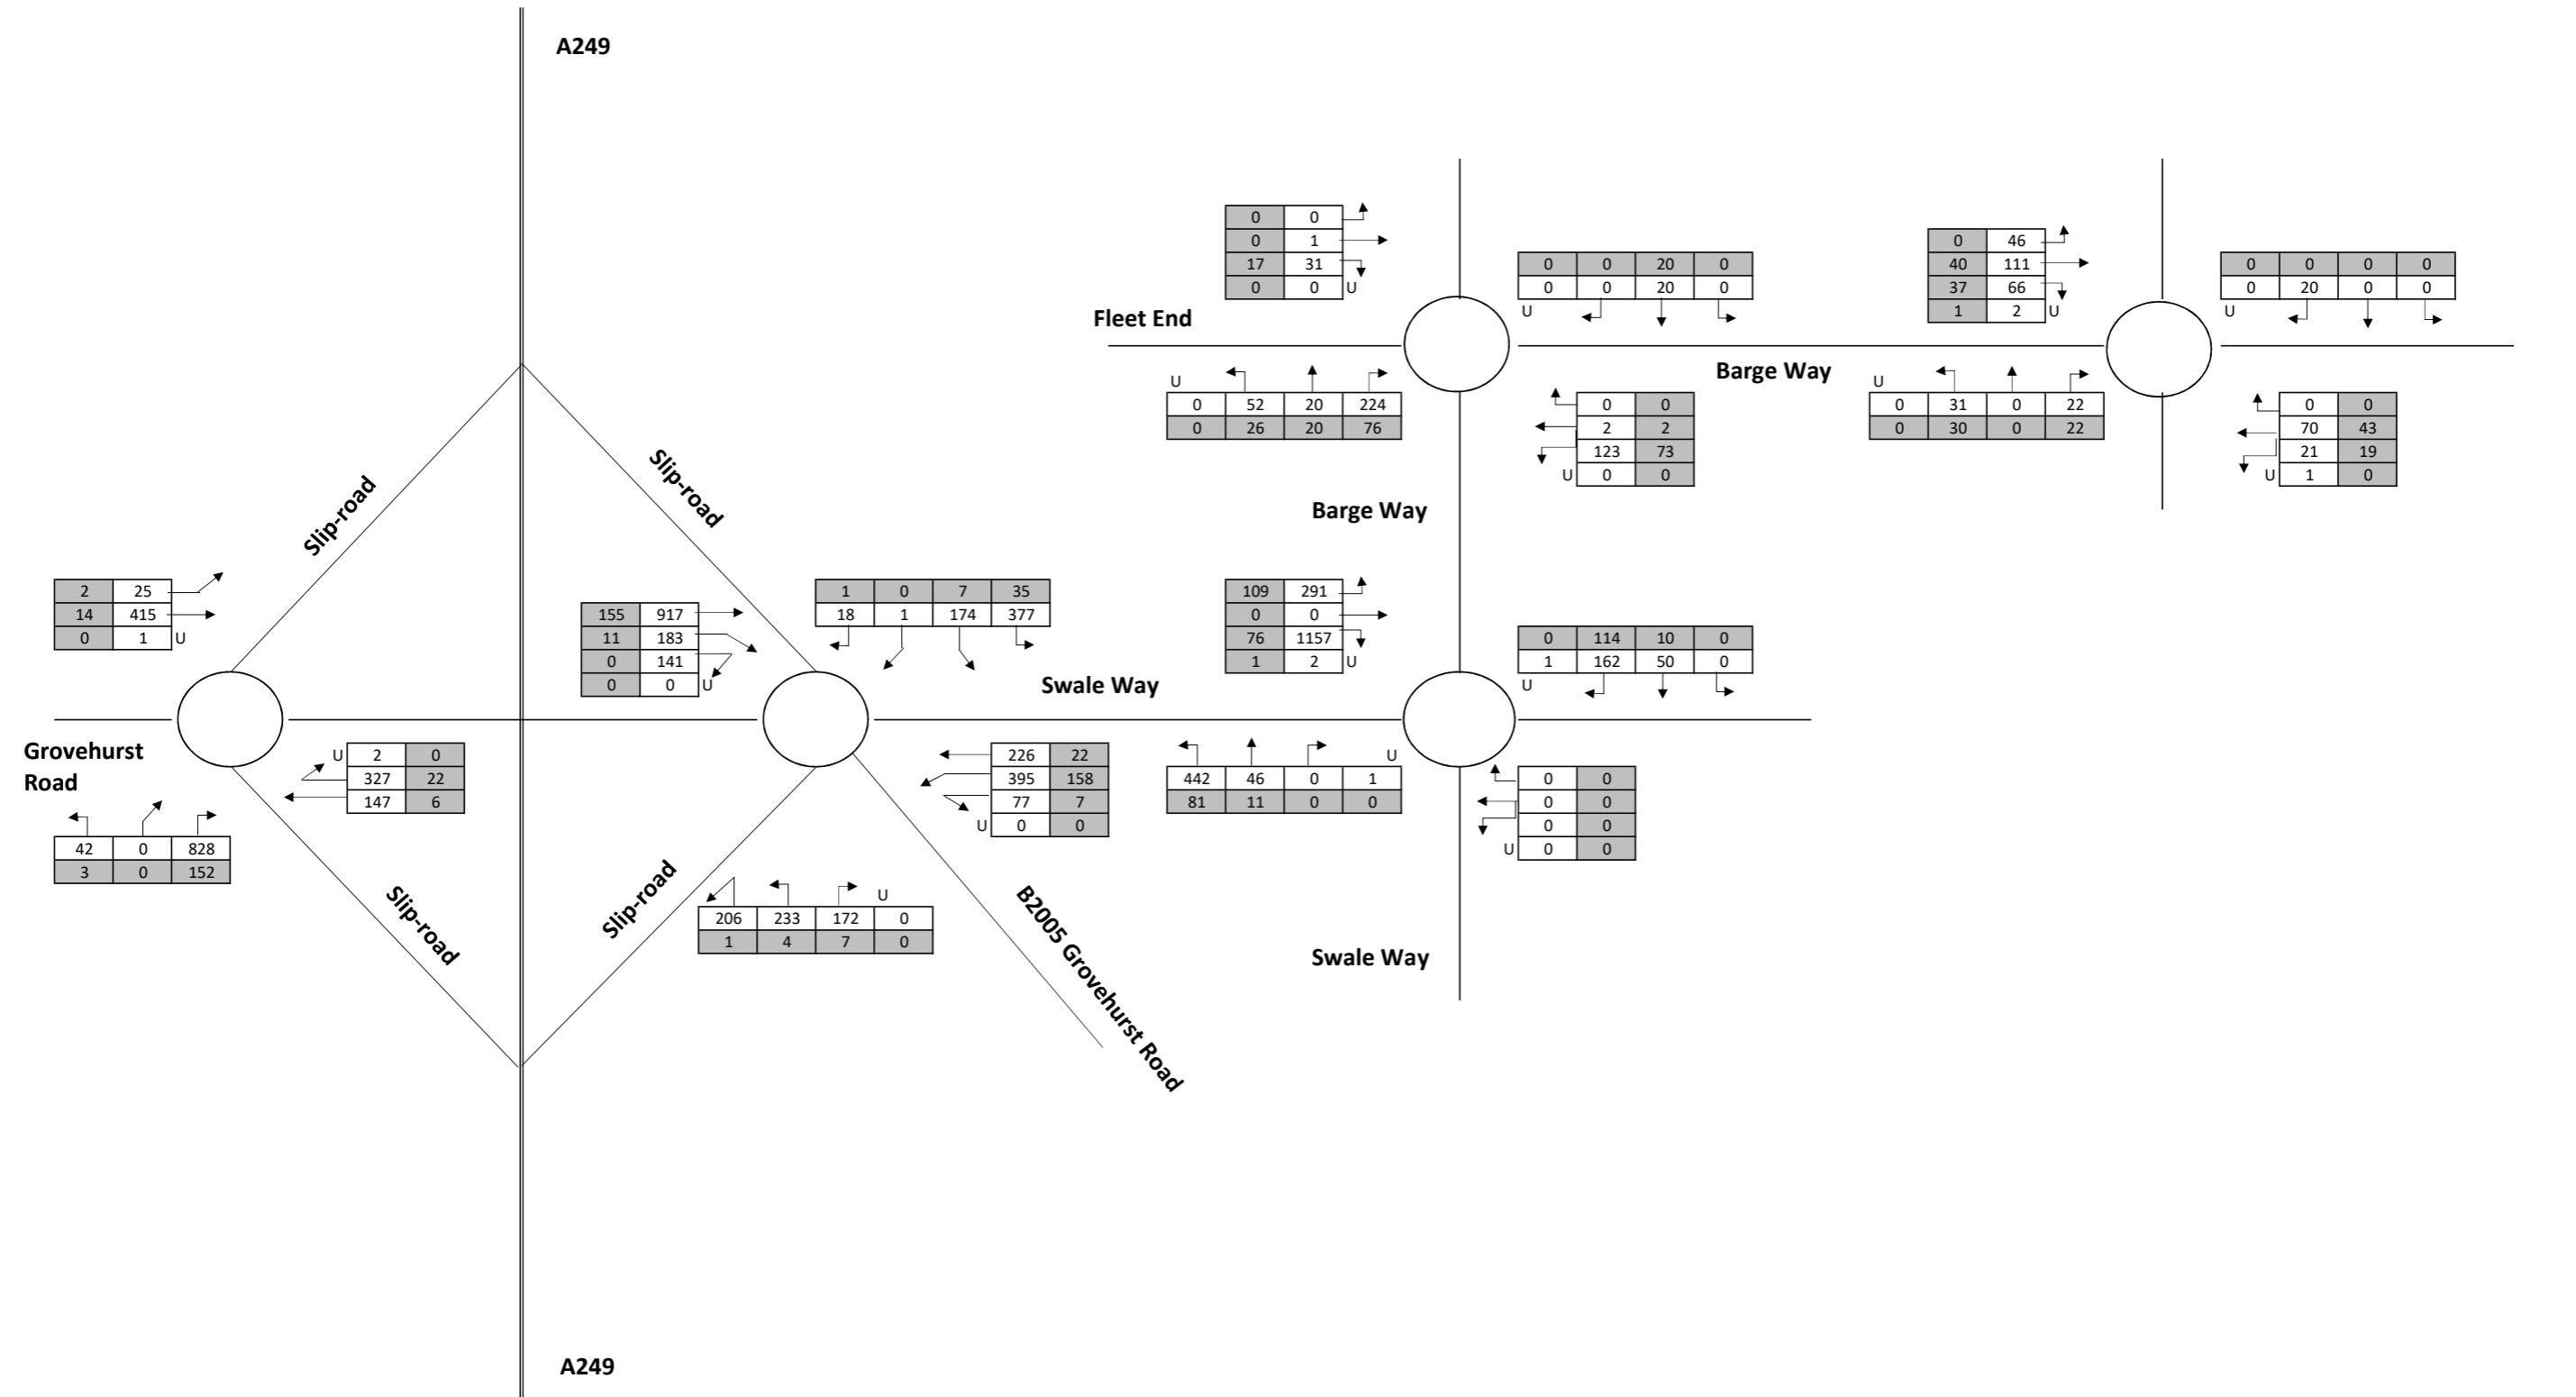 A249
0 0
0 1
17 31
0 0 U
0 0 20 0
0 0 20 0
U
0 46
40 111
37 66
1 2 U
0 0 0 0
0 20 0 0
U
Fleet End
Barge Way
U
0 52 20 224
0 26 20 76
0 0
2 2
123 73
U 0 0
U
0 31 0 22
0 30 0 22
0 0
70 43
21 19
U 1 0
Slip-road
Slip-road
Barge Way
2 25
14 415
0 1 U
155 917
11 183
0 141
0 0 U
1 0 7 35
18 1 174 377
109 291
0 0
76 1157
1 2 U
0 114 10 0
1 162 50 0
U
Swale Way
Grovehurst
Road
U 2 0
327 22
147 6
226 22
395 158
77 7
U 0 0
U
442 46 0 1
81 11 0 0
0 0
0 0
0 0
U 0 0
42 0 828
3 0 152
Slip-road
Slip-road
U
206 233 172 0
1 4 7 0
B2005 Grovehurst Road
Swale Way
A249